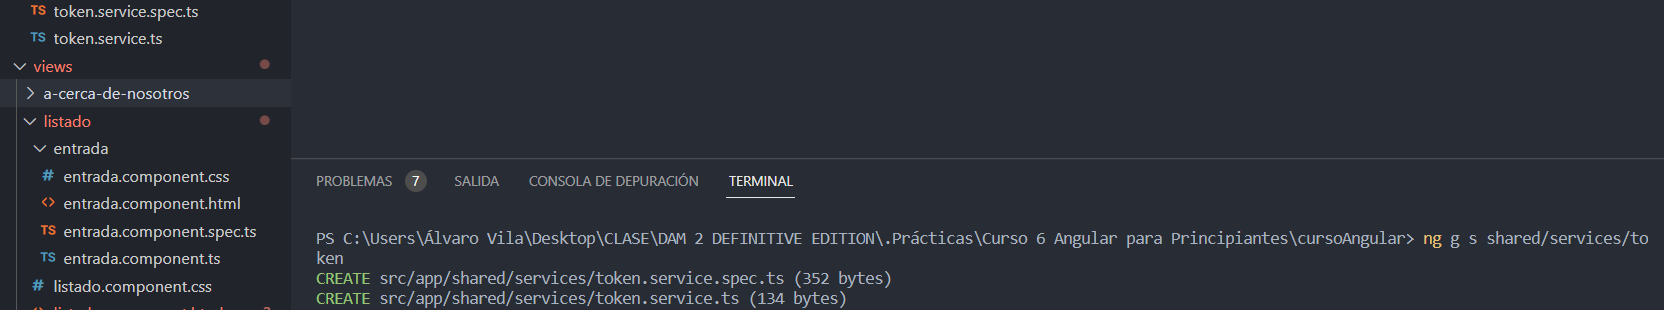 TS token.service.spec.ts
TS token.service.ts
views
a-cerca-de-nosotros
listado
entrada
# entrada.component.css
<> entrada.component.html
TS entrada.component.spec.ts
TS entrada.component.ts
# listado.component.css
PROBLEMAS 7 SALIDA CONSOLA DE DEPURACIÓN TERMINAL
PS C:\Users\Álvaro Vila\Desktop\CLASE\DAM 2 DEFINITIVE EDITION\.Prácticas\Curso 6 Angular para Principiantes\cursoAngular> ng g s shared/services/to
ken
CREATE src/app/shared/services/token.service.spec.ts (352 bytes)
CREATE src/app/shared/services/token.service.ts (134 bytes)